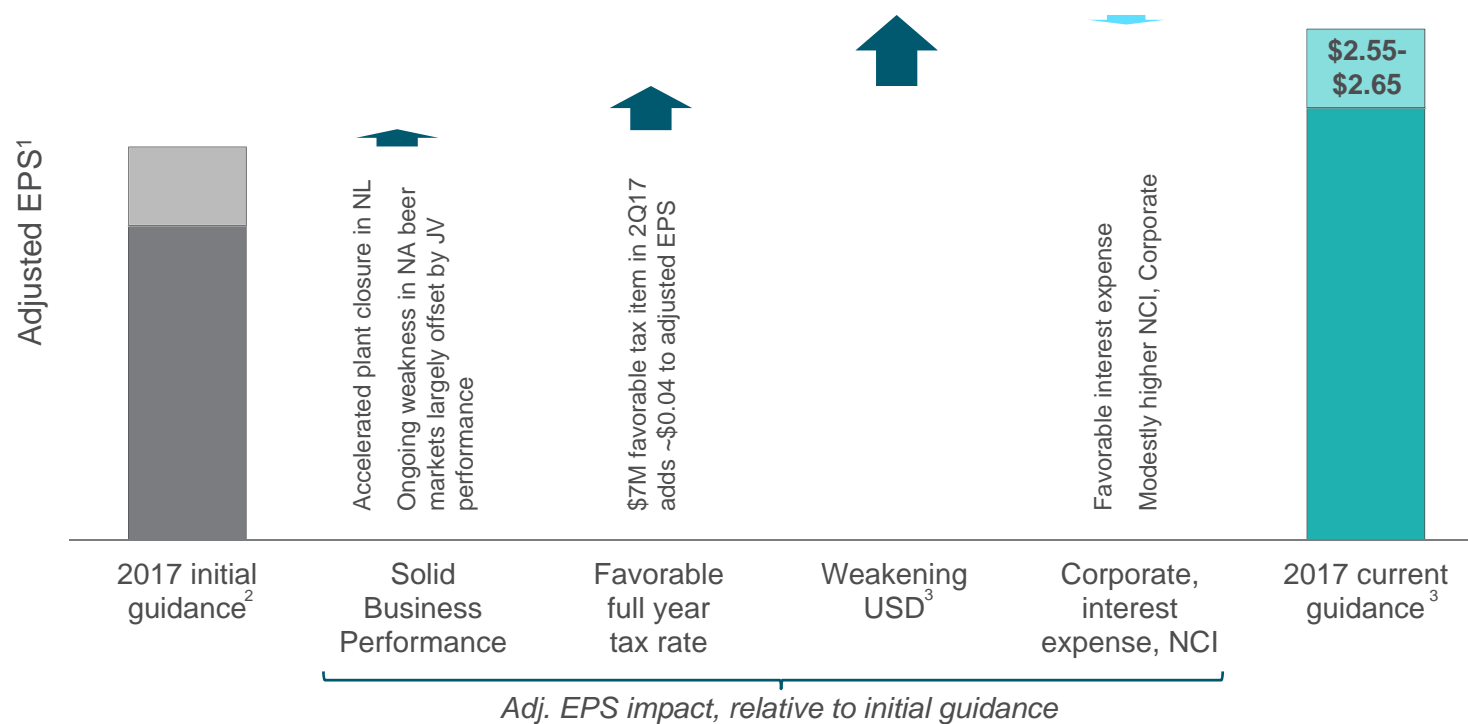 Adjusted EPS1
$2.55-
$2.65
Accelerated plant closure in NL
Ongoing weakness in NA beer
markets largely offset by JV
performance
$7M favorable tax item in 2Q17
adds ~$0.04 to adjusted EPS
Favorable interest expense
Modestly higher NCI, Corporate
2017 initial
guidance2
Solid
Business
Performance
Favorable
full year
tax rate
Weakening
USD3
Corporate,
interest
expense, NCI
2017 current
guidance3
Adj. EPS impact, relative to initial guidance